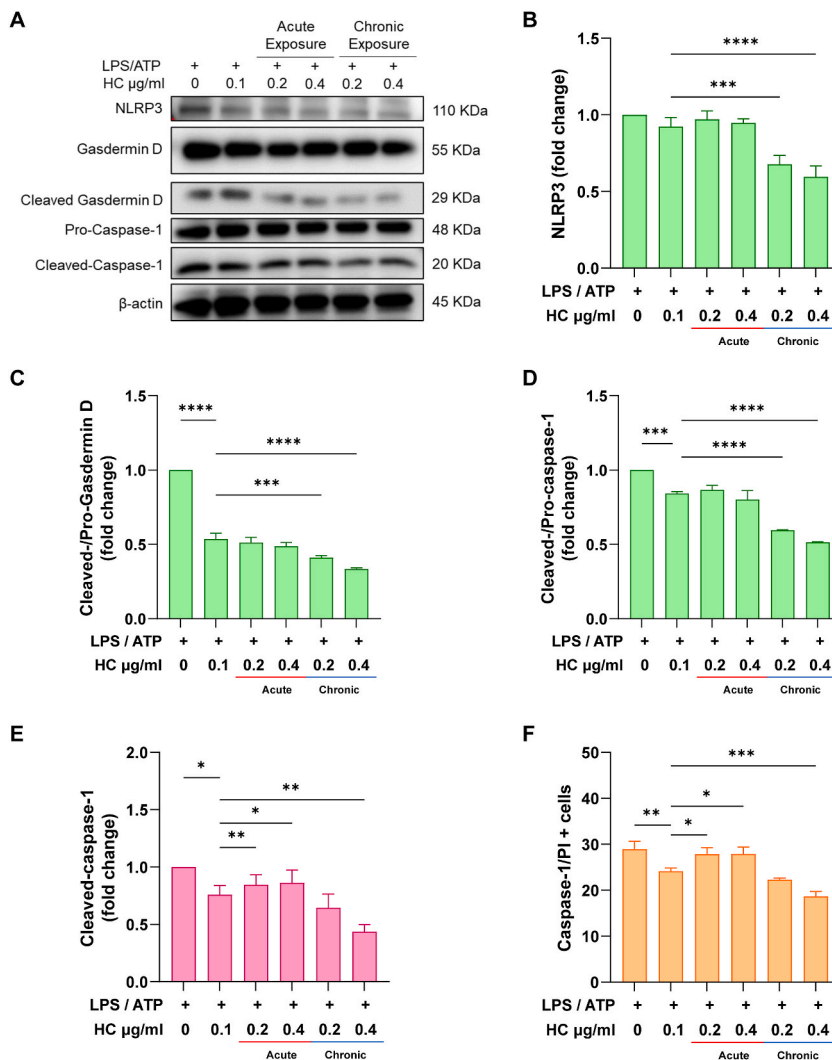 A
Acute Chronic
Exposure Exposure
LPS/ATP + + + + + +
HC µg/ml 0 0.1 0.2 0.4 0.2 0.4
NLRP3 110 KDa
Gasdermin D 55 KDa
Cleaved Gasdermin D 29 KDa
Pro-Caspase-1 48 KDa
Cleaved-Caspase-1 20 KDa
β-actin 45 KDa
B
NLRP3 (fold change)
1.5
1.0
0.5
0.0
****
***
LPS / ATP + + + + + +
HC µg/ml 0 0.1 0.2 0.4 0.2 0.4
Acute Chronic
C
Cleaved-/Pro-Gasdermin D
(fold change)
1.5
1.0
0.5
0.0
****
****
***
LPS / ATP + + + + + +
HC µg/ml 0 0.1 0.2 0.4 0.2 0.4
Acute Chronic
D
Cleaved-/Pro-caspase-1
(fold change)
1.5
1.0
0.5
0.0
****
***
****
LPS / ATP + + + + + +
HC µg/ml 0 0.1 0.2 0.4 0.2 0.4
Acute Chronic
E
Cleaved-caspase-1
(fold change)
2.0
1.5
1.0
0.5
0.0
*
**
*
**
LPS / ATP + + + + + +
HC µg/ml 0 0.1 0.2 0.4 0.2 0.4
Acute Chronic
F
Caspase-1/PI + cells
50
40
30
20
10
0
***
*
**
*
LPS / ATP + + + + + +
HC µg/ml 0 0.1 0.2 0.4 0.2 0.4
Acute Chronic